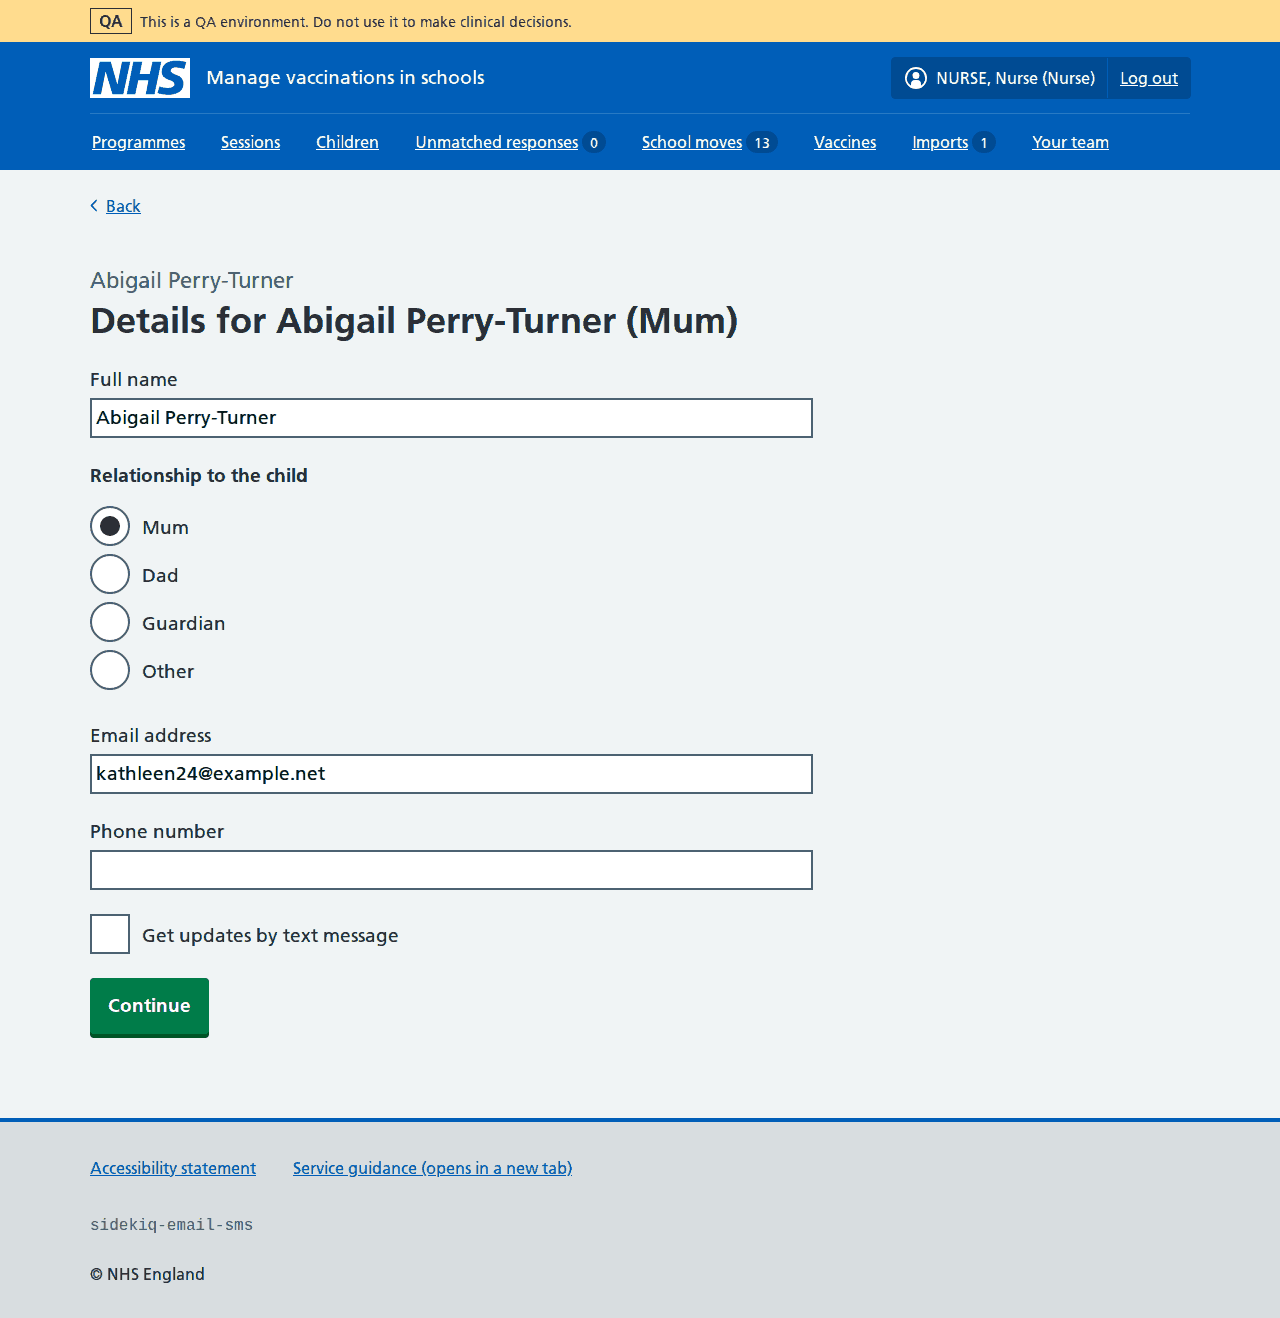 QA This is a QA environment. Do not use it to make clinical decisions.
NHS Manage vaccinations in schools NURSE, Nurse (Nurse) Log out
Programmes Sessions Children Unmatched responses 0 School moves 13 Vaccines Imports 1 Your team
Back
Abigail Perry-Turner
Details for Abigail Perry-Turner (Mum)
Full name
Abigail Perry-Turner
Relationship to the child
Mum
Dad
Guardian
Other
Email address
kathleen24@example.net
Phone number
Get updates by text message
Continue
Accessibility statement Service guidance (opens in a new tab)
sidekiq-email-sms
© NHS England